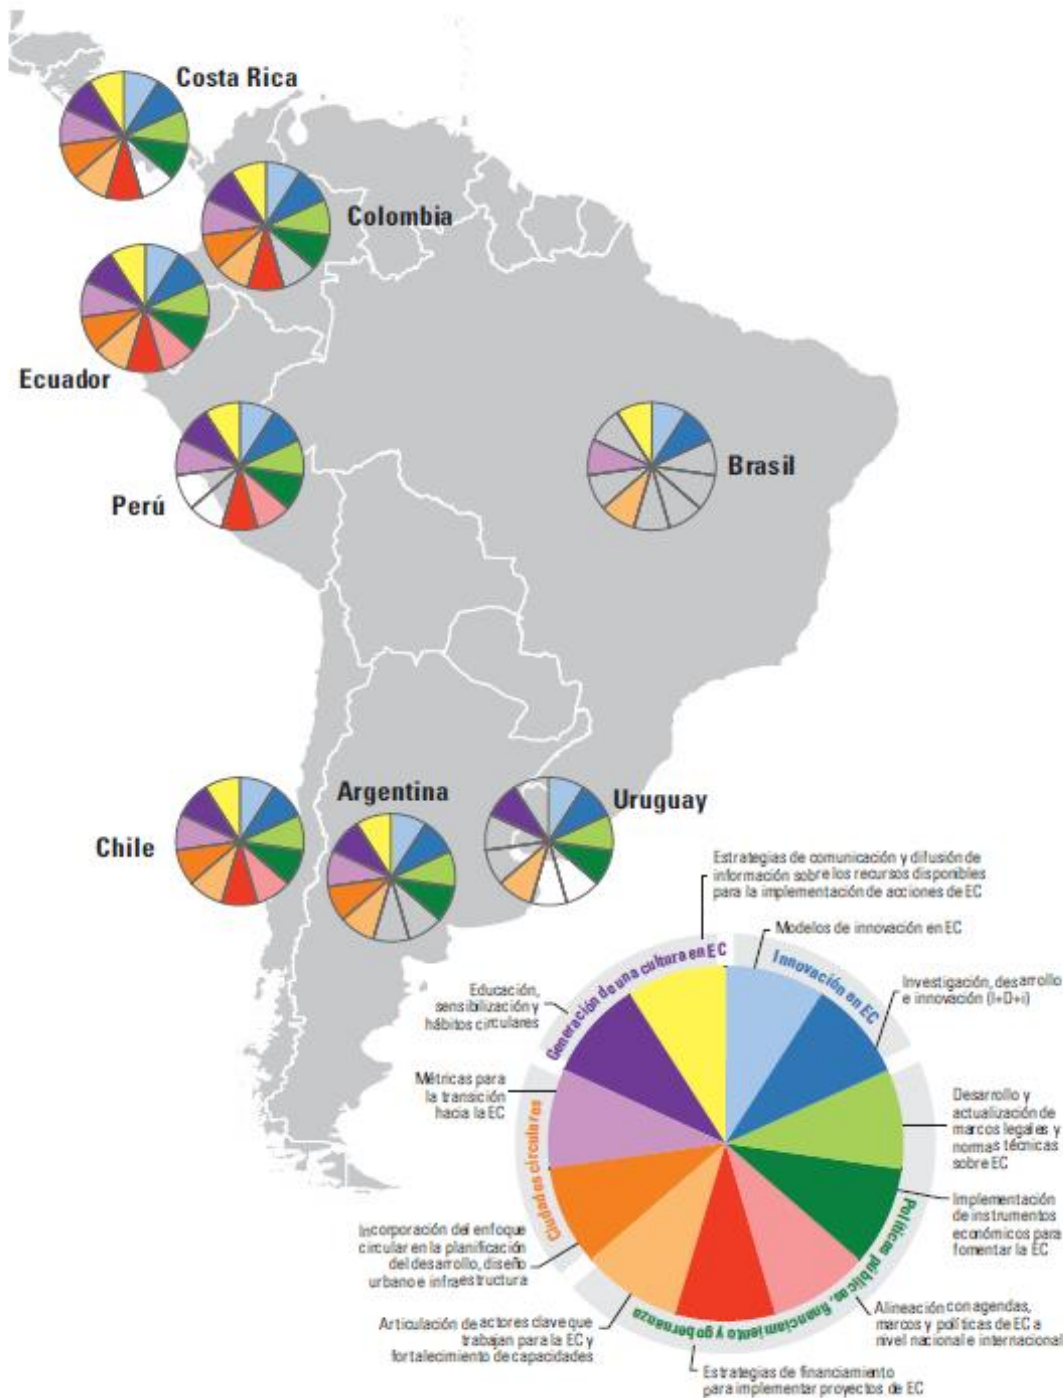 Costa Rica
Colombia
Ecuador
Perú
Brasil
Chile
Argentina
Uruguay
Estrategias de comunicación y difusión de
información sobre los recursos disponibles
para la implementación de acciones de EC
Modelos de innovación en EC
Generación de una cultura en EC
Innovación en EC
Educación,
sensibilización y
hábitos circulares
Investigación, desarrollo
e innovación (I+D+i)
Métricas para
la transición
hacia la EC
Desarrollo y
actualización de
marcos legales y
normas técnicas
sobre EC
Ciudades circulares
Políticas públicas, financiamiento y gobernanza
Implementación
de instrumentos
económicos para
fomentar la EC
Incorporación del enfoque
circular en la planificación
del desarrollo, diseño
urbano e infraestructura
Alineación con agendas,
marcos y políticas de EC a
nivel nacional e internacional
Articulación de actores clave que
trabajan para la EC y
fortalecimiento de capacidades
Estrategias de financiamiento
para implementar proyectos de EC